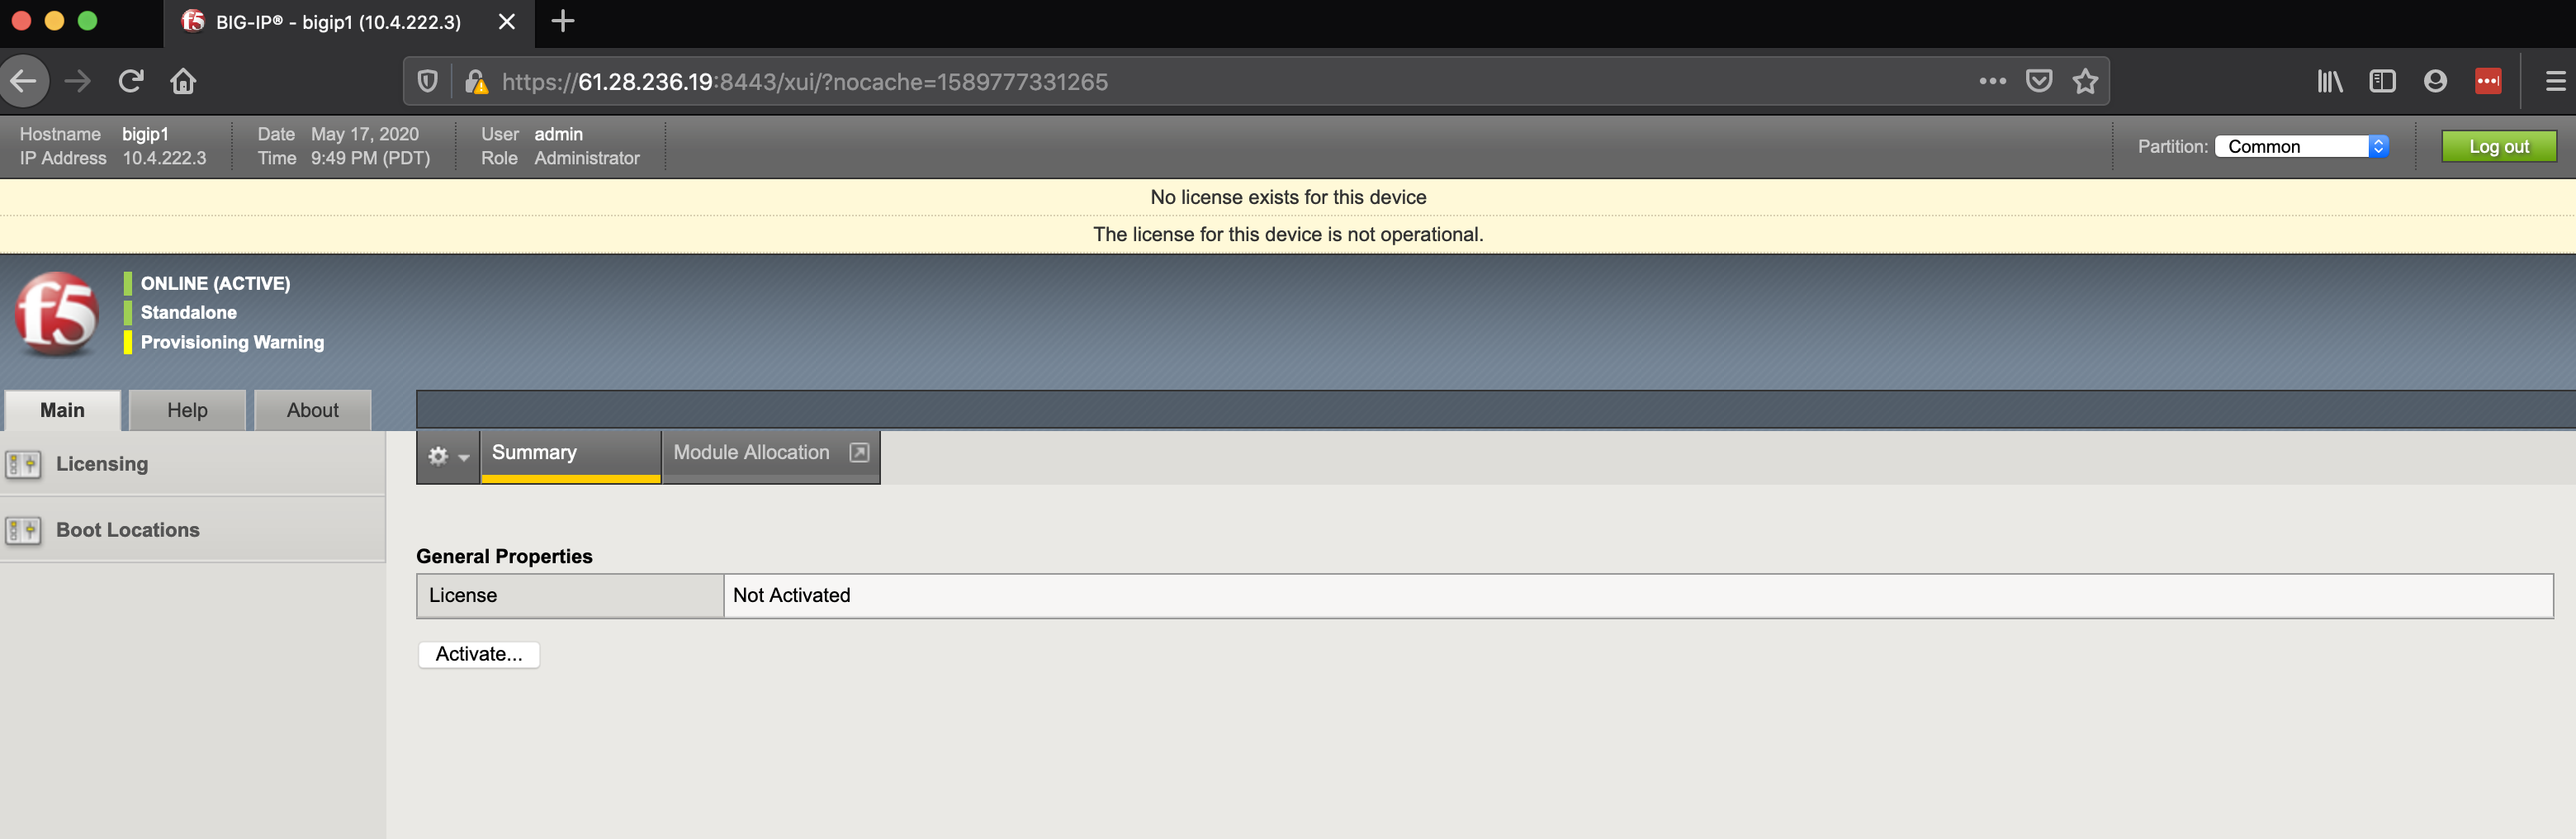 BIG-IP® - bigip1 (10.4.222.3)
https://61.28.236.19:8443/xui/?nocache=1589777331265
Hostname bigip1
IP Address 10.4.222.3
Date May 17, 2020
Time 9:49 PM (PDT)
User admin
Role Administrator
Partition: Common
Log out
No license exists for this device
The license for this device is not operational.
f5
ONLINE (ACTIVE)
Standalone
Provisioning Warning
Main Help About
Licensing
Boot Locations
Summary Module Allocation
General Properties
License Not Activated
Activate...